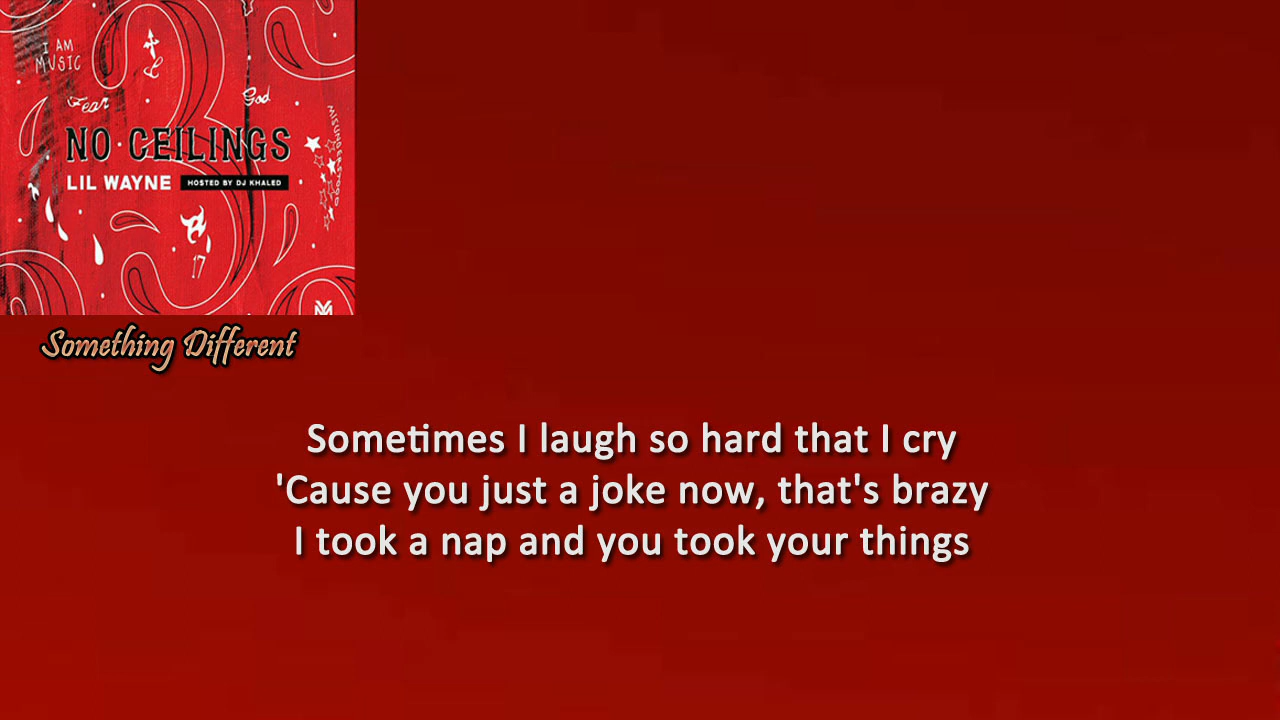 I AM
MUSIC
Fear
God
NO CEILINGS
LIL WAYNE HOSTED BY DJ KHALED
MISUNDERSTOOD
17
Something Different
Sometimes I laugh so hard that I cry
'Cause you just a joke now, that's brazy
I took a nap and you took your things